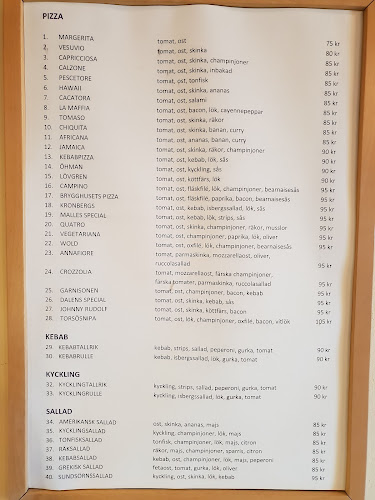 PIZZA
1. MARGERITA tomat, ost 75 kr
2. VESUVIO tomat, ost, skinka 80 kr
3. CAPRICCIOSA tomat, ost, skinka, champinjoner 85 kr
4. CALZONE tomat, ost, skinka, inbakad 85 kr
5. PESCETORE tomat, ost, tonfisk 85 kr
6. HAWAII tomat, ost, skinka, ananas 85 kr
7. CACATORA tomat, ost, salami 85 kr
8. LA MAFFIA tomat, ost, bacon, lök, cayennepeppar 85 kr
9. TOMASO tomat, ost, skinka, räkor 85 kr
10. CHIQUITA tomat, ost, skinka, banan, curry 85 kr
11. AFRICANA tomat, ost, ananas, banan, curry 85 kr
12. JAMAICA tomat, ost, skinka, räkor, champinjoner 90 kr
13. KEBABPIZZA tomat, ost, kebab, lök, sås 90 kr
14. ÖHMAN tomat, ost, kyckling, sås 90 kr
15. LÖVGREN tomat, ost, köttfärs, lök 90 kr
16. CAMPINO tomat, ost, fläskfilé, lök, champinjoner, bearnaisesås 95 kr
17. BRYGGHUSETS PIZZA tomat, ost, fläskfilé, paprika, bacon, bearnaisesås 95 kr
18. KRONBERGS tomat, ost, kebab, isbergssallad, lök, sås 95 kr
19. MALLES SPECIAL tomat, ost, kebab, lök, strips, sås 95 kr
20. QUATRO tomat, ost, skinka, champinjoner, räkor, musslor 95 kr
21. VEGETARIANA tomat, ost, champinjoner, paprika, lök, oliver 85 kr
22. WOLD tomat, ost, oxfilé, lök, champinjoner, bearnaisesås 95 kr
23. ANNAFIORE tomat, parmaskinka, mozzarellaost, oliver,
ruccolasallad 95 kr
24. CROZZOLIA tomat, mozzarellaost, färska champinjoner,
färska tomater, parmaskinka, ruccolasallad 95 kr
25. GARNISONEN tomat, ost, champinjoner, bacon, kebab 95 kr
26. DALENS SPECIAL tomat, ost, skinka, kebab, sås 95 kr
27. JOHNNY RUDOLF tomat, ost, skinka, köttfärs, bacon 95 kr
28. TORSÖSNIPA tomat, ost, lök, champinjoner, oxfile, bacon, vitlök 105 kr
KEBAB
29. KEBABTALLRIK kebab, strips, sallad, peperoni, gurka, tomat 90 kr
30. KEBABRULLE kebab, isbergssallad, lök, gurka, tomat 90 kr
KYCKLING
32. KYCKLINGTALLRIK kyckling, strips, sallad, peperoni, gurka, tomat 90 kr
33. KYCKLINGRULLE kyckling, isbergssallad, lök, gurka, tomat 90 kr
SALLAD
34. AMERIKANSK SALLAD ost, skinka, ananas, majs 85 kr
35. KYCKLINGSALLAD kyckling, champinjoner, lök, majs 85 kr
36. TONFISKSALLAD tonfisk, champinjoner, lök, majs, citron 85 kr
37. RÄKSALLAD räkor, majs, champinjoner, sparris, citron 85 kr
38. KEBABSALLAD kebab, ost, champinjoner, lök, majs, peperoni 85 kr
39. GREKISK SALLAD fetaost, tomat, gurka, lök, oliver 85 kr
40. SUNDSÖRNSSALLAD kyckling, ost, skinka, lök, kebab 95 kr